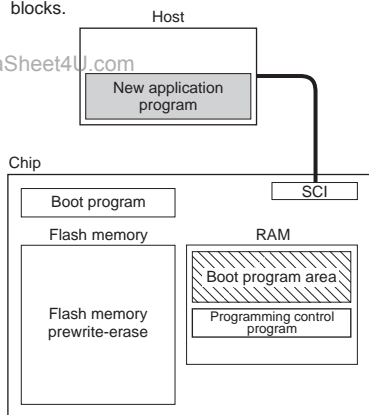 blocks.
Host
aSheet4U.com
New application
program
Chip
SCI
Boot program
Flash memory
RAM
Boot program area
Flash memory
prewrite-erase
Programming control
program